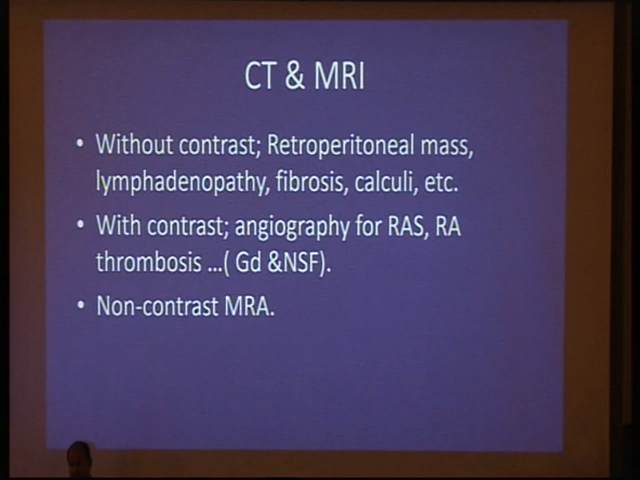 CT & MRI
• Without contrast; Retroperitoneal mass,
lymphadenopathy, fibrosis, calculi, etc.
• With contrast; angiography for RAS, RA
thrombosis ...( Gd &NSF).
• Non-contrast MRA.